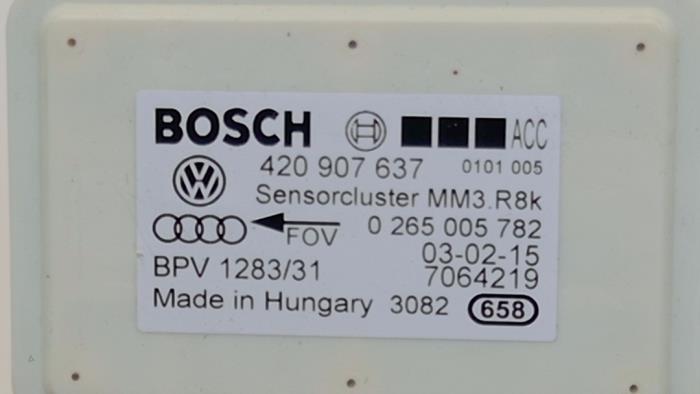 BOSCH ACC
420 907 637 0101 005
Sensorcluster MM3.R8k
FOV 0 265 005 782
03-02-15
BPV 1283/31 7064219
Made in Hungary 3082 658